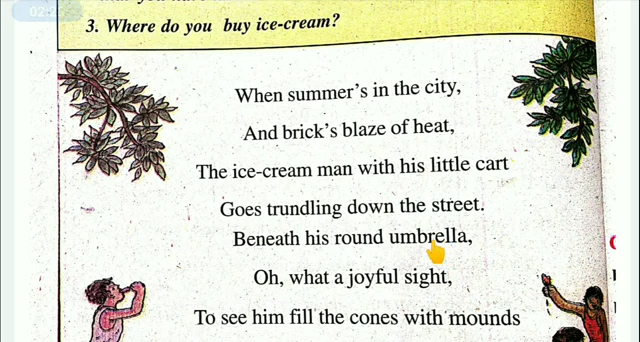 3. Where do you buy ice-cream?
When summer's in the city,
And brick's blaze of heat,
The ice-cream man with his little cart
Goes trundling down the street.
Beneath his round umbrella,
Oh, what a joyful sight,
To see him fill the cones with mounds